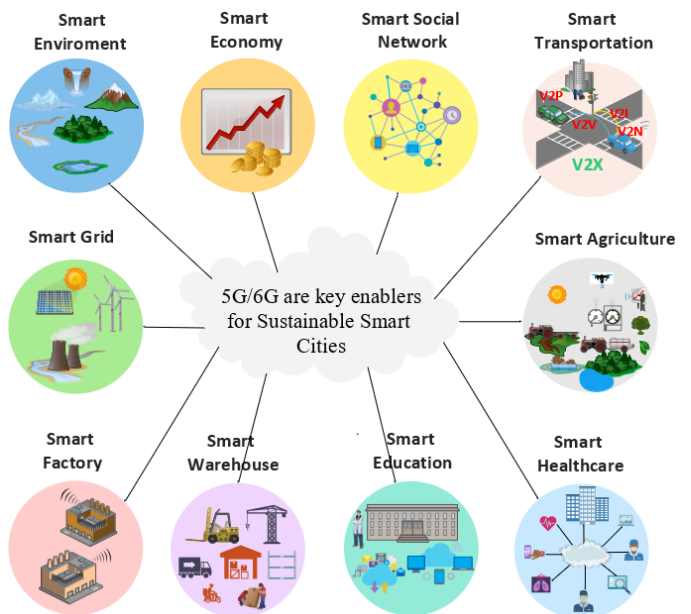 Smart
Enviroment
Smart
Economy
Smart Social
Network
Smart
Transportation
V2P
V2I
V2V
V2N
V2X
Smart Grid
Smart Agriculture
5G/6G are key enablers
for Sustainable Smart
Cities
Smart
Factory
Smart
Warehouse
Smart
Education
Smart
Healthcare